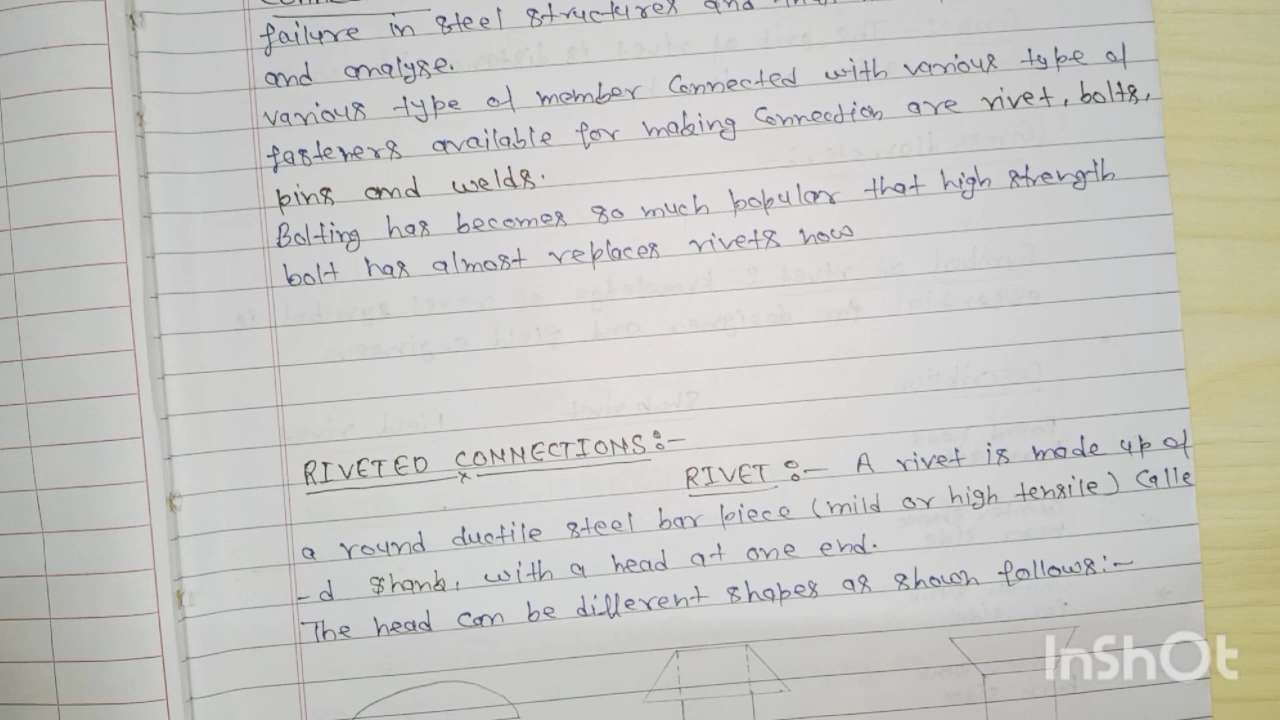 failure in steel structures and
and analyse.
various type of member connected with various type of
fasteners available for making connection are rivet, bolts,
pins and welds.
Bolting has becomes so much popular that high strength
bolt has almost replaces rivets now
RIVETED CONNECTIONS :-
RIVET :- A rivet is made up of
a round ductile steel bar piece (mild or high tensile) Calle
-d shank, with a head at one end.
The head can be different shapes as shown follows:-
InShOt